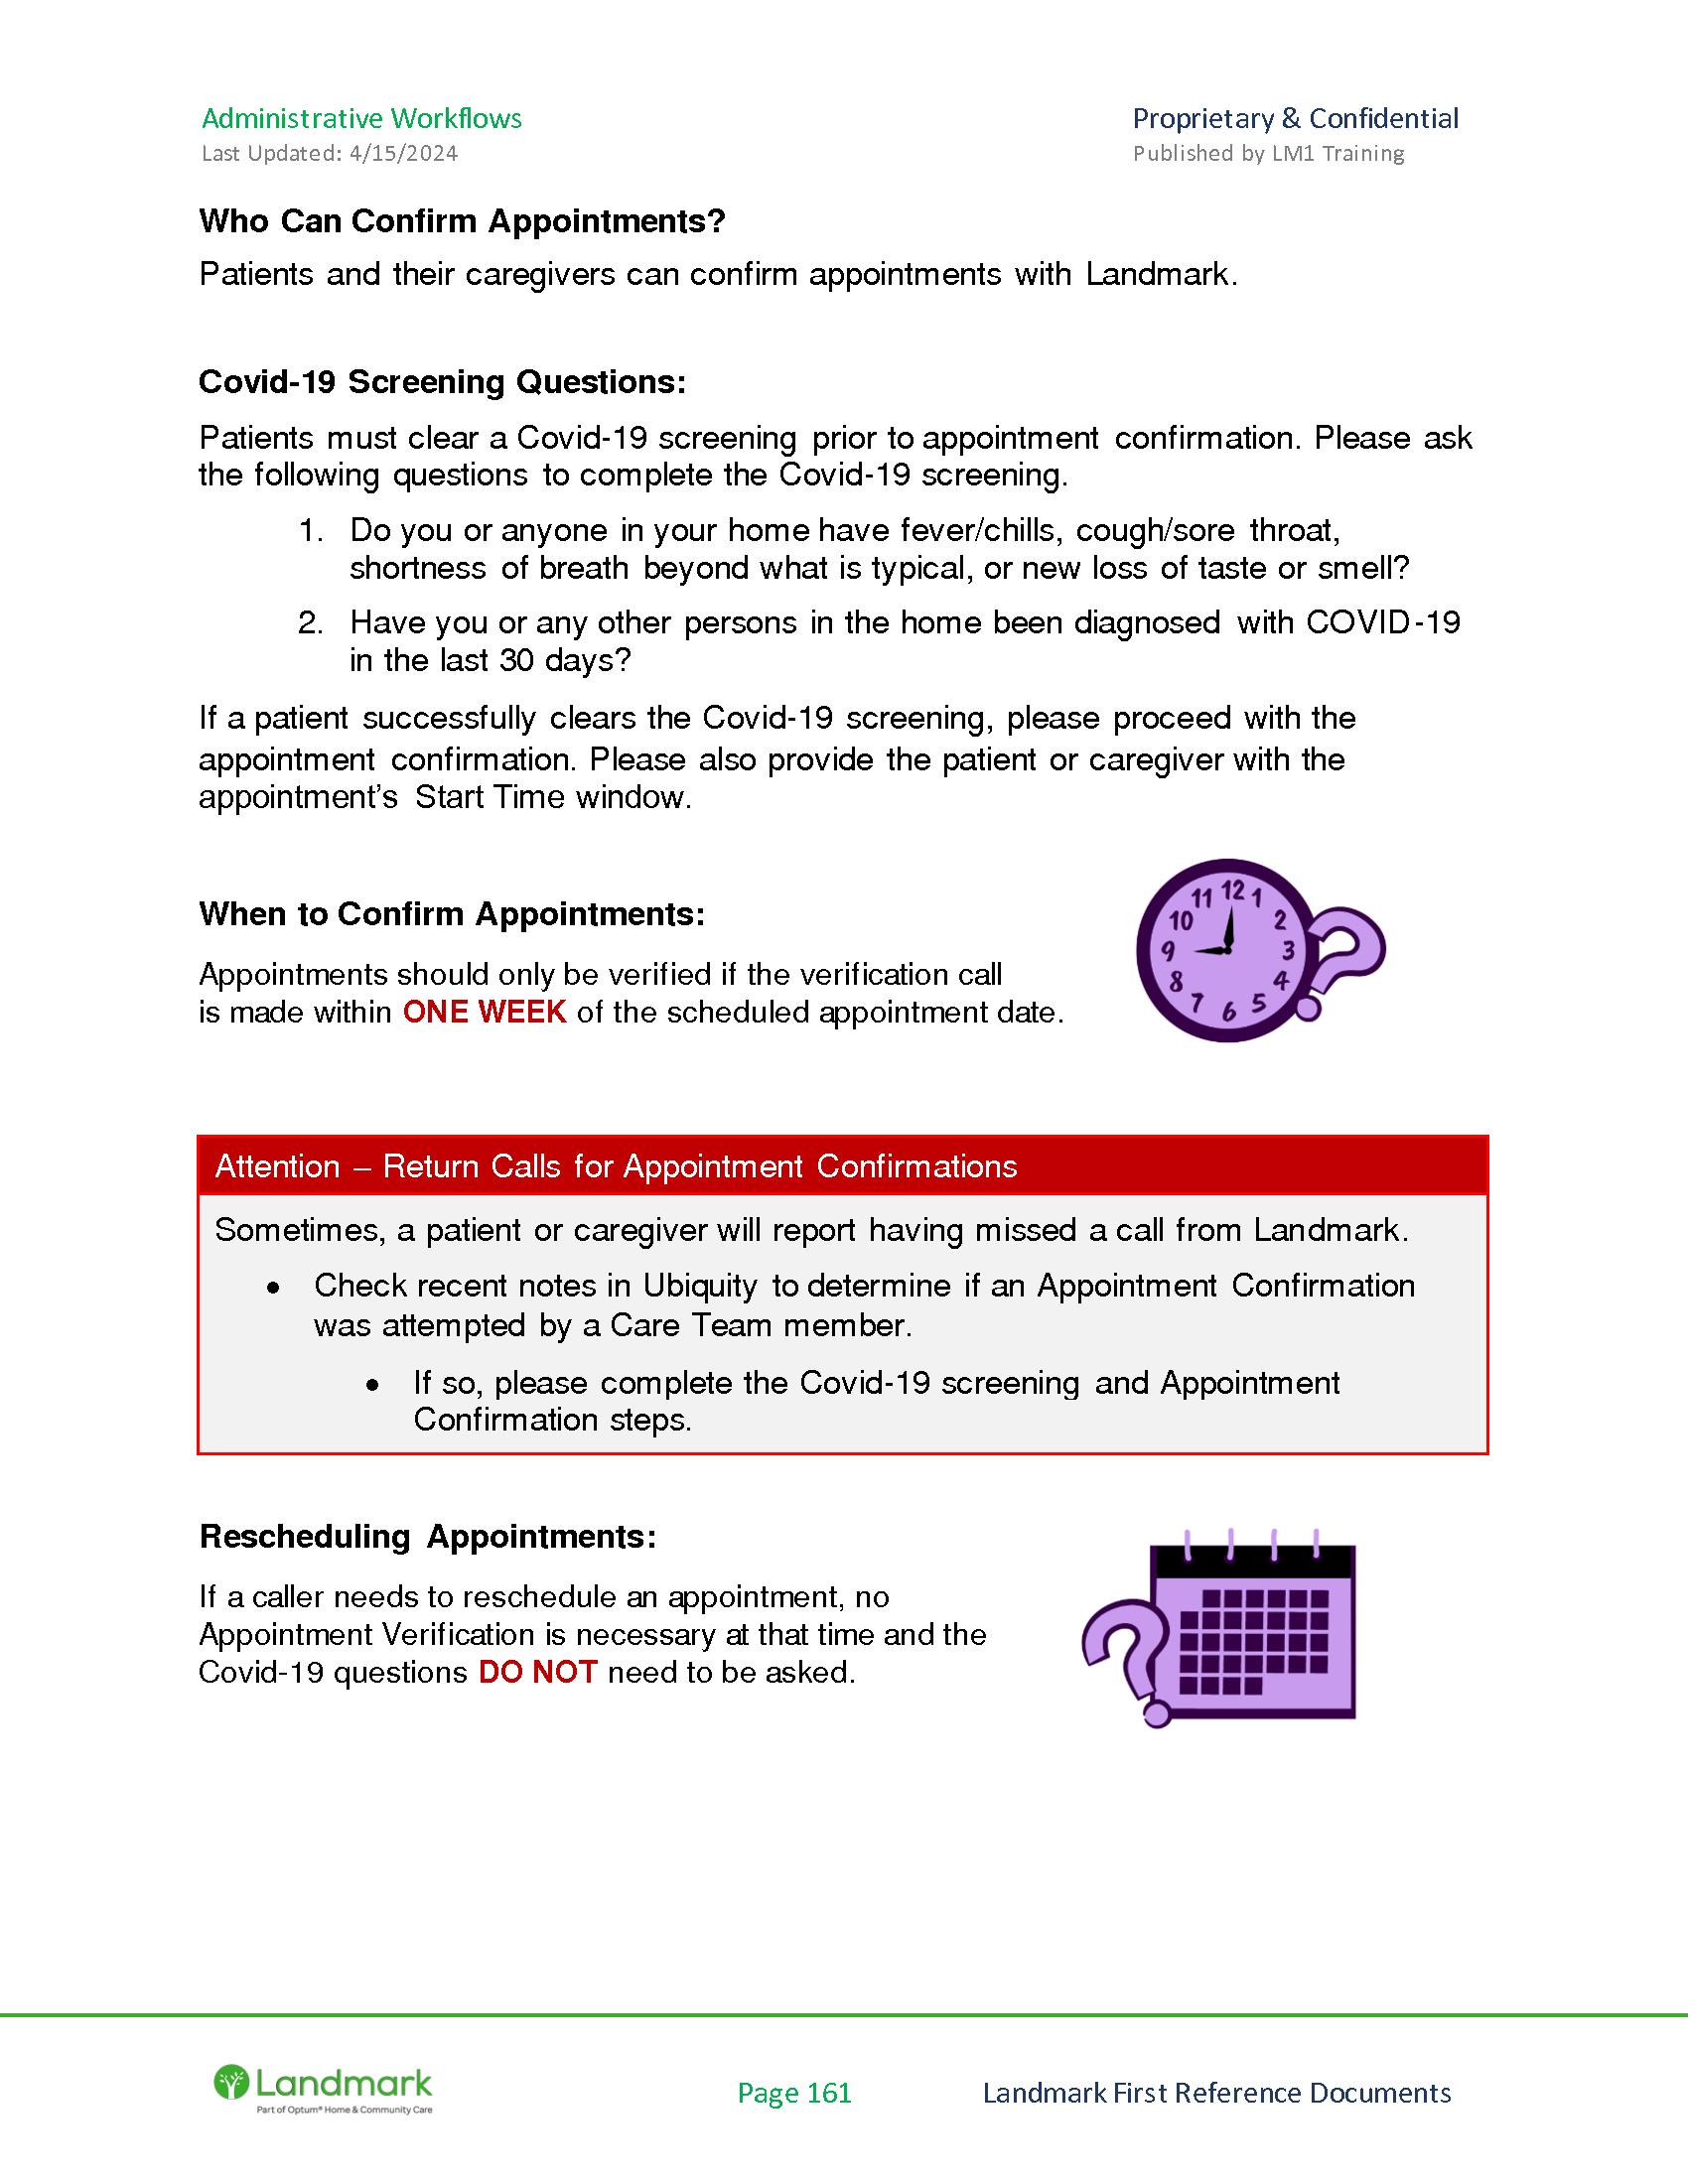 Administrative Workflows
Proprietary & Confidential
Last Updated: 4/15/2024
Published by LM1 Training
Who Can Confirm Appointments?
Patients and their caregivers can confirm appointments with Landmark.
Covid-19 Screening Questions:
Patients must clear a Covid-19 screening prior to appointment confirmation. Please ask
the following questions to complete the Covid-19 screening.
1. Do you or anyone in your home have fever/chills, cough/sore throat,
shortness of breath beyond what is typical, or new loss of taste or smell?
2. Have you or any other persons in the home been diagnosed with COVID-19
in the last 30 days?
If a patient successfully clears the Covid-19 screening, please proceed with the
appointment confirmation. Please also provide the patient or caregiver with the
appointment’s Start Time window.
When to Confirm Appointments:
Appointments should only be verified if the verification call
is made within ONE WEEK of the scheduled appointment date.
12
1
2
3
4
5
6
7
8
9
10
11
?
Attention – Return Calls for Appointment Confirmations
Sometimes, a patient or caregiver will report having missed a call from Landmark.
• Check recent notes in Ubiquity to determine if an Appointment Confirmation
was attempted by a Care Team member.
• If so, please complete the Covid-19 screening and Appointment
Confirmation steps.
Rescheduling Appointments:
If a caller needs to reschedule an appointment, no
Appointment Verification is necessary at that time and the
Covid-19 questions DO NOT need to be asked.
?
Landmark
Part of Optum® Home & Community Care
Page 161
Landmark First Reference Documents